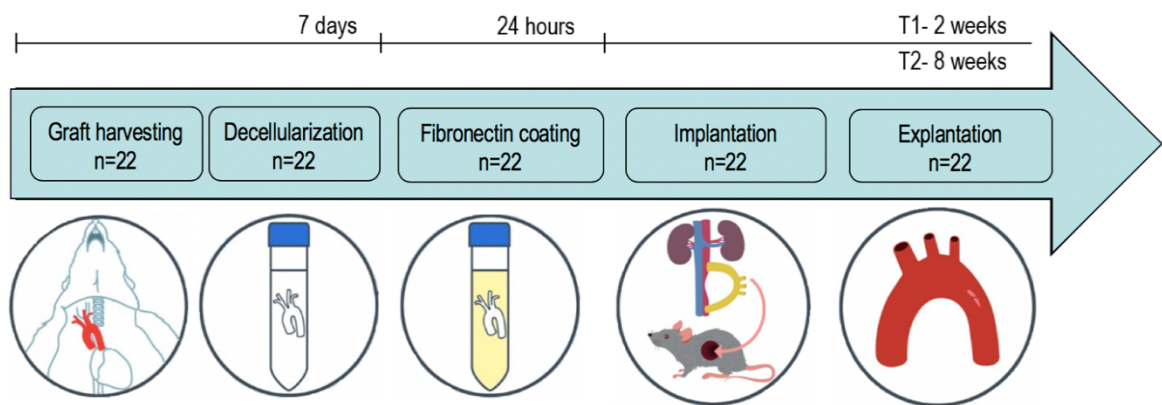 7 days
24 hours
T1- 2 weeks
T2- 8 weeks
Graft harvesting
n=22
Decellularization
n=22
Fibronectin coating
n=22
Implantation
n=22
Explantation
n=22